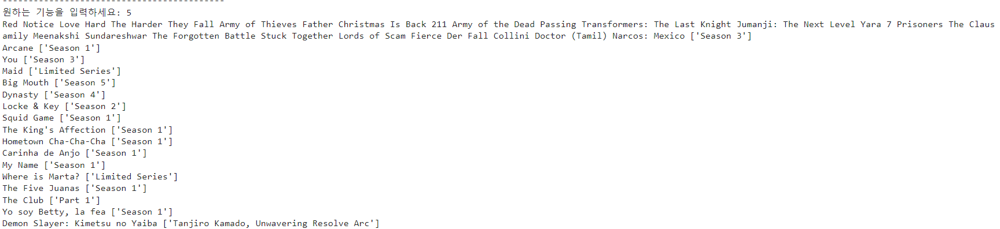 -------------------------------------------
원하는 기능을 입력하세요: 5
Red Notice Love Hard The Harder They Fall Army of Thieves Father Christmas Is Back 211 Army of the Dead Passing Transformers: The Last Knight Jumanji: The Next Level Yara 7 Prisoners The Claus
amily Meenakshi Sundareshwar The Forgotten Battle Stuck Together Lords of Scam Fierce Der Fall Collini Doctor (Tamil) Narcos: Mexico ['Season 3']
Arcane ['Season 1']
You ['Season 3']
Maid ['Limited Series']
Big Mouth ['Season 5']
Dynasty ['Season 4']
Locke & Key ['Season 2']
Squid Game ['Season 1']
The King's Affection ['Season 1']
Hometown Cha-Cha-Cha ['Season 1']
Carinha de Anjo ['Season 1']
My Name ['Season 1']
Where is Marta? ['Limited Series']
The Five Juanas ['Season 1']
The Club ['Part 1']
Yo soy Betty, la fea ['Season 1']
Demon Slayer: Kimetsu no Yaiba ['Tanjiro Kamado, Unwavering Resolve Arc']